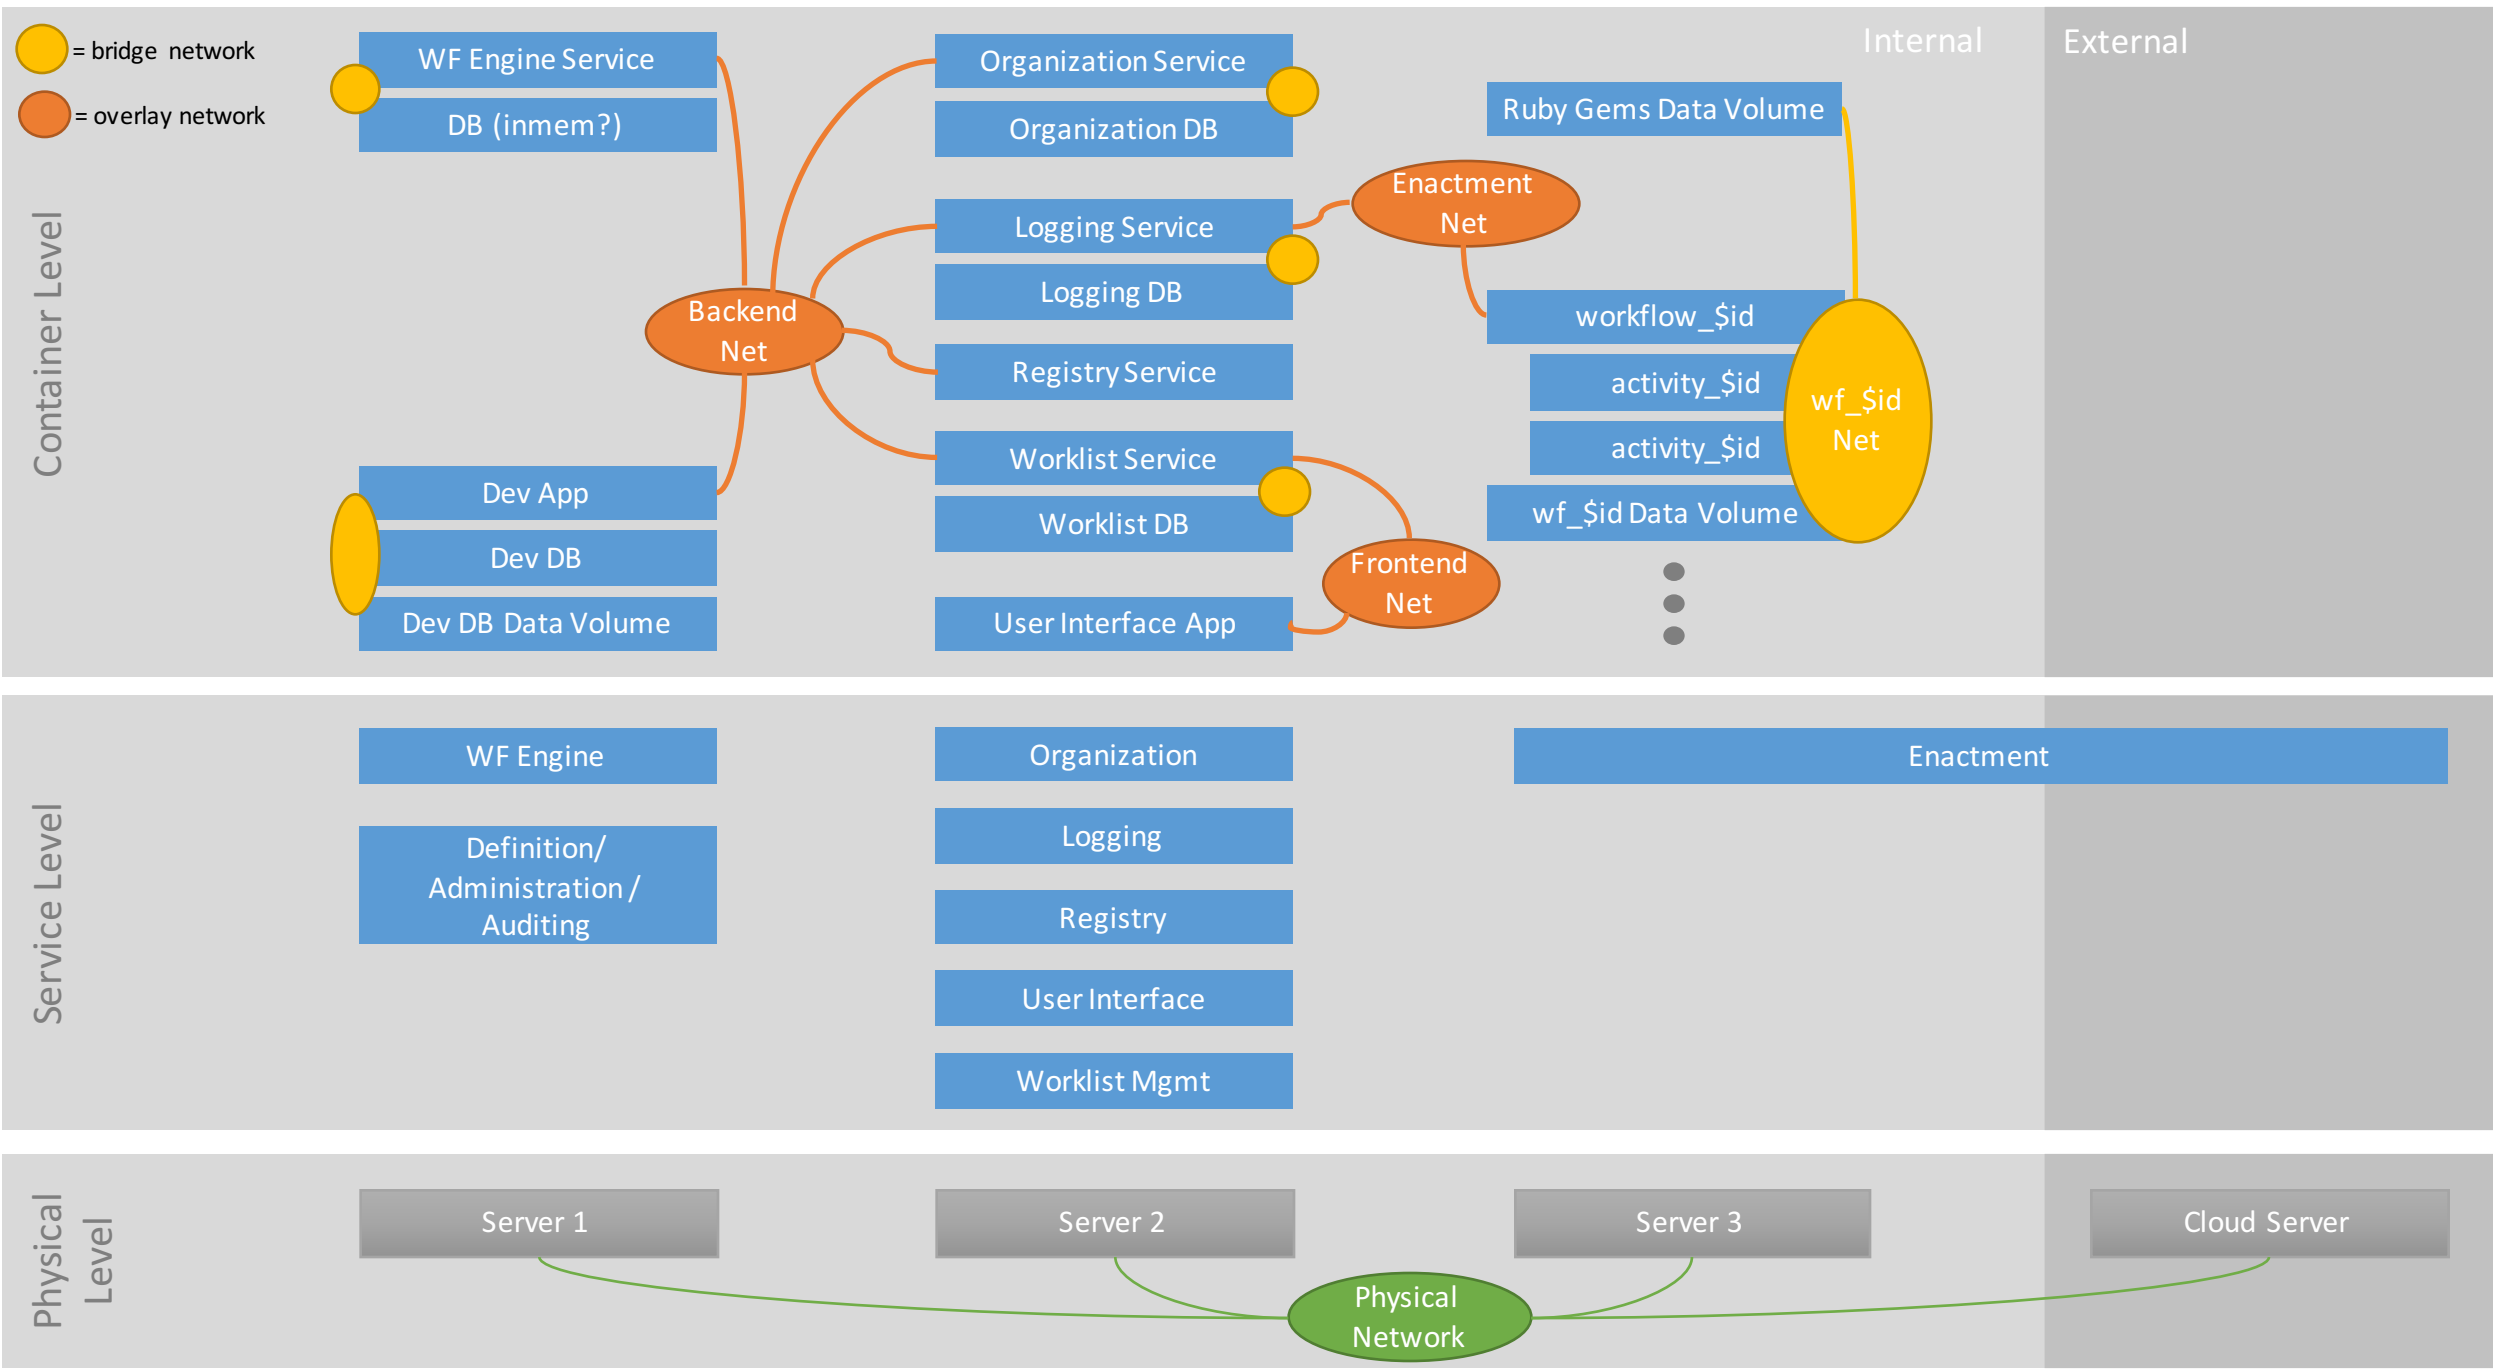 = bridge network
= overlay network
Internal
External
Container Level
WF Engine Service
DB (inmem?)
Organization Service
Organization DB
Ruby Gems Data Volume
Enactment
Net
Logging Service
Logging DB
Backend
Net
Registry Service
workflow_$id
activity_$id
activity_$id
wf_$id Data Volume
wf_$id
Net
Worklist Service
Worklist DB
Dev App
Dev DB
Dev DB Data Volume
User Interface App
Frontend
Net
Service Level
WF Engine
Definition/
Administration /
Auditing
Organization
Logging
Registry
User Interface
Worklist Mgmt
Enactment
Physical
Level
Server 1
Server 2
Server 3
Cloud Server
Physical
Network